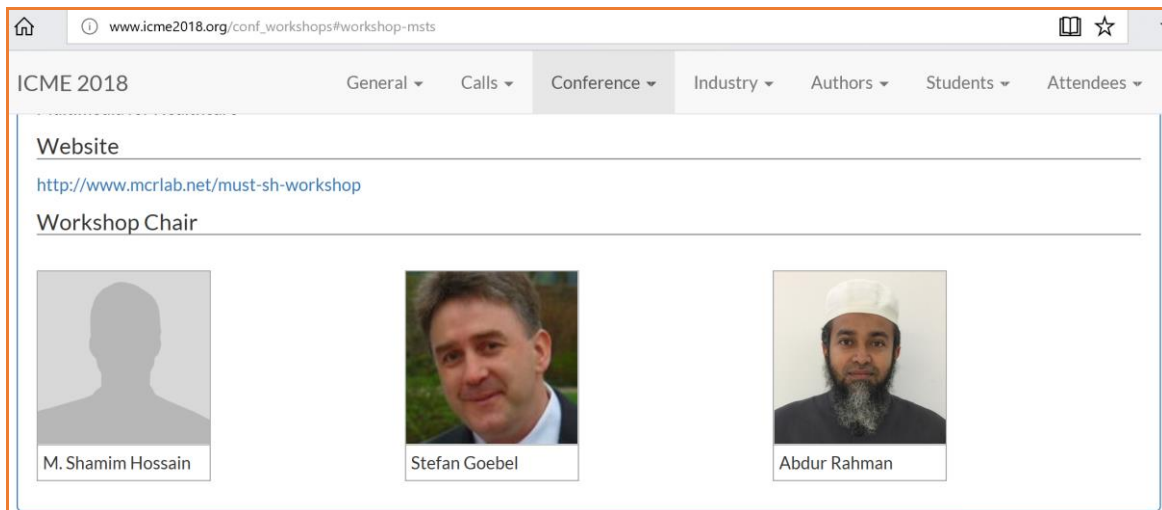 www.icme2018.org/conf_workshops#workshop-msts
ICME 2018 General Calls Conference Industry Authors Students Attendees
Website
http://www.mcrlab.net/must-sh-workshop
Workshop Chair
M. Shamim Hossain Stefan Goebel Abdur Rahman